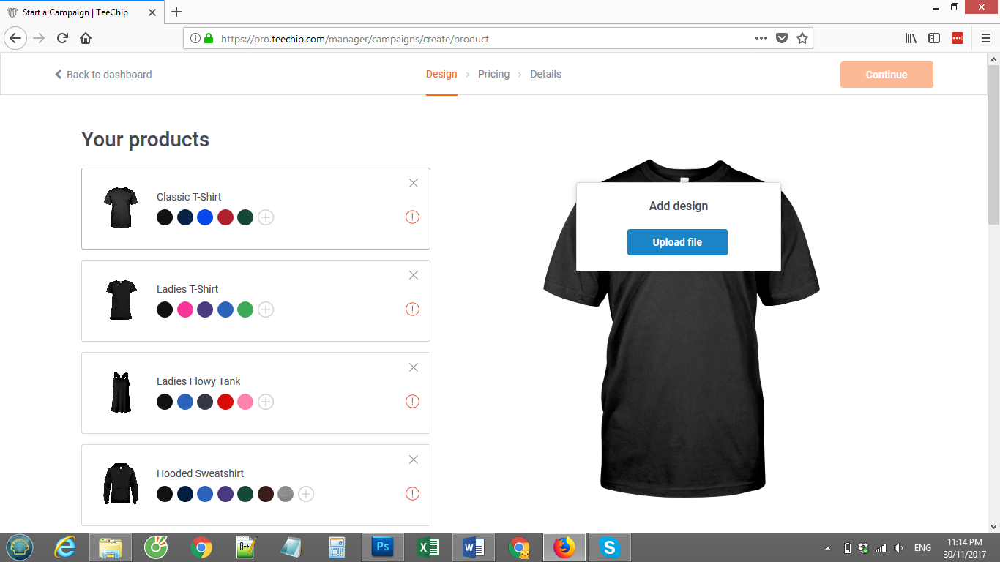 Start a Campaign | TeeChip
https://pro.teechip.com/manager/campaigns/create/product
Back to dashboard
Design › Pricing › Details
Continue
Your products
Classic T-Shirt
Ladies T-Shirt
Ladies Flowy Tank
Hooded Sweatshirt
Add design
Upload file
Ps
ENG
11:14 PM
30/11/2017